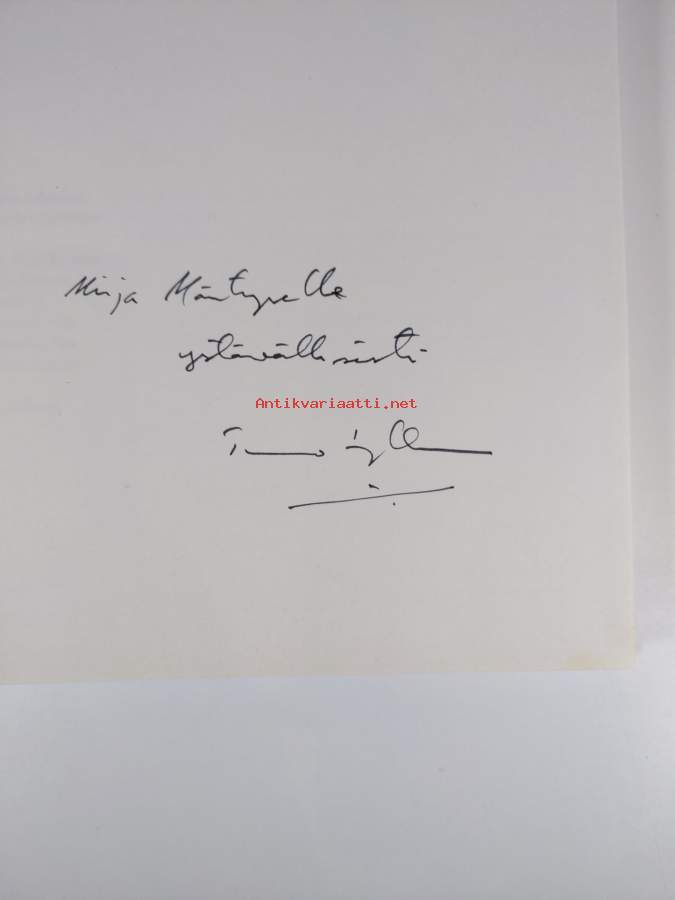 Mirja Mäntyselle
ystävällisesti
Antikvariaatti.net